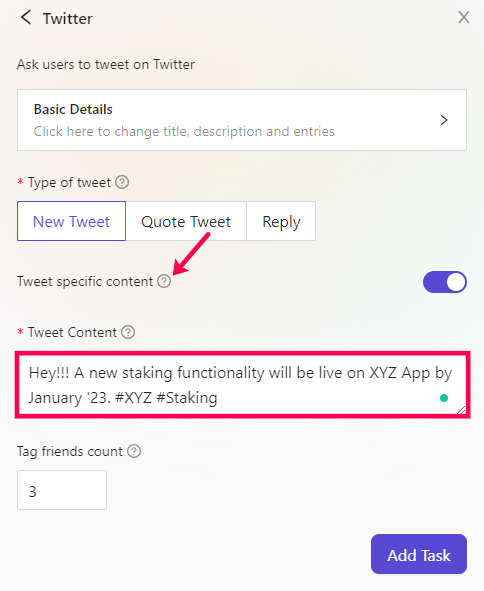 Twitter
Ask users to tweet on Twitter
Basic Details
Click here to change title, description and entries
* Type of tweet ?
New Tweet Quote Tweet Reply
Tweet specific content ?
* Tweet Content ?
Hey!!! A new staking functionality will be live on XYZ App by
January '23. #XYZ #Staking
Tag friends count ?
3
Add Task